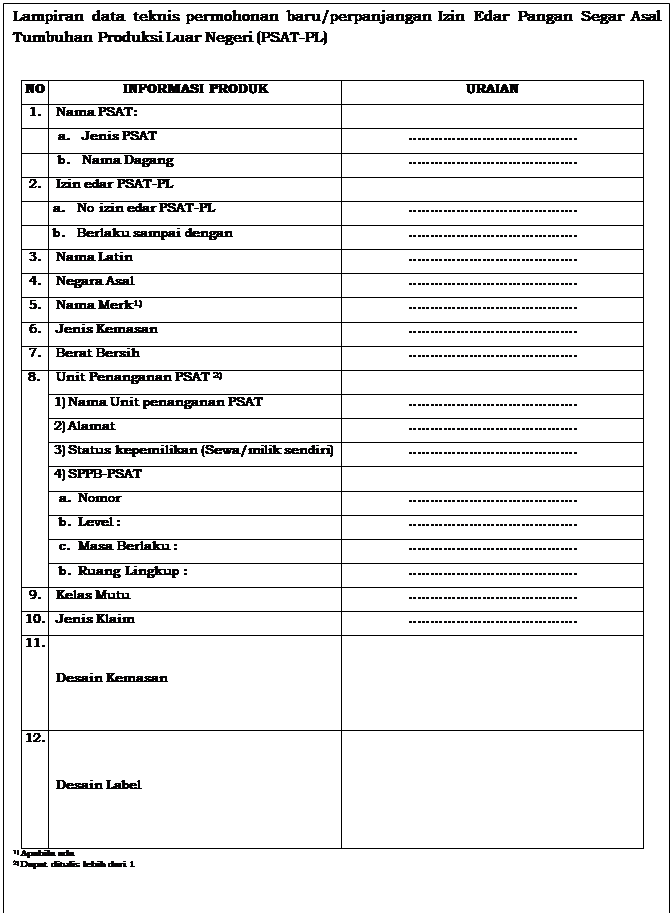 Lampiran data teknis permohonan baru/perpanjangan Izin Edar Pangan Segar Asal
Tumbuhan Produksi Luar Negeri (PSAT-PL)
NO INFORMASI PRODUK URAIAN
1. Nama PSAT:
a. Jenis PSAT .......................................
b. Nama Dagang .......................................
2. Izin edar PSAT-PL
a. No izin edar PSAT-PL .......................................
b. Berlaku sampai dengan .......................................
3. Nama Latin .......................................
4. Negara Asal .......................................
5. Nama Merk1) .......................................
6. Jenis Kemasan .......................................
7. Berat Bersih .......................................
8. Unit Penanganan PSAT 2)
1) Nama Unit penanganan PSAT .......................................
2) Alamat .......................................
3) Status kepemilikan (Sewa/milik sendiri) .......................................
4) SPPB-PSAT
a. Nomor .......................................
b. Level : .......................................
c. Masa Berlaku : .......................................
b. Ruang Lingkup : .......................................
9. Kelas Mutu .......................................
10. Jenis Klaim .......................................
11.
Desain Kemasan
12.
Desain Label
1) Apabila ada
2) Dapat ditulis lebih dari 1